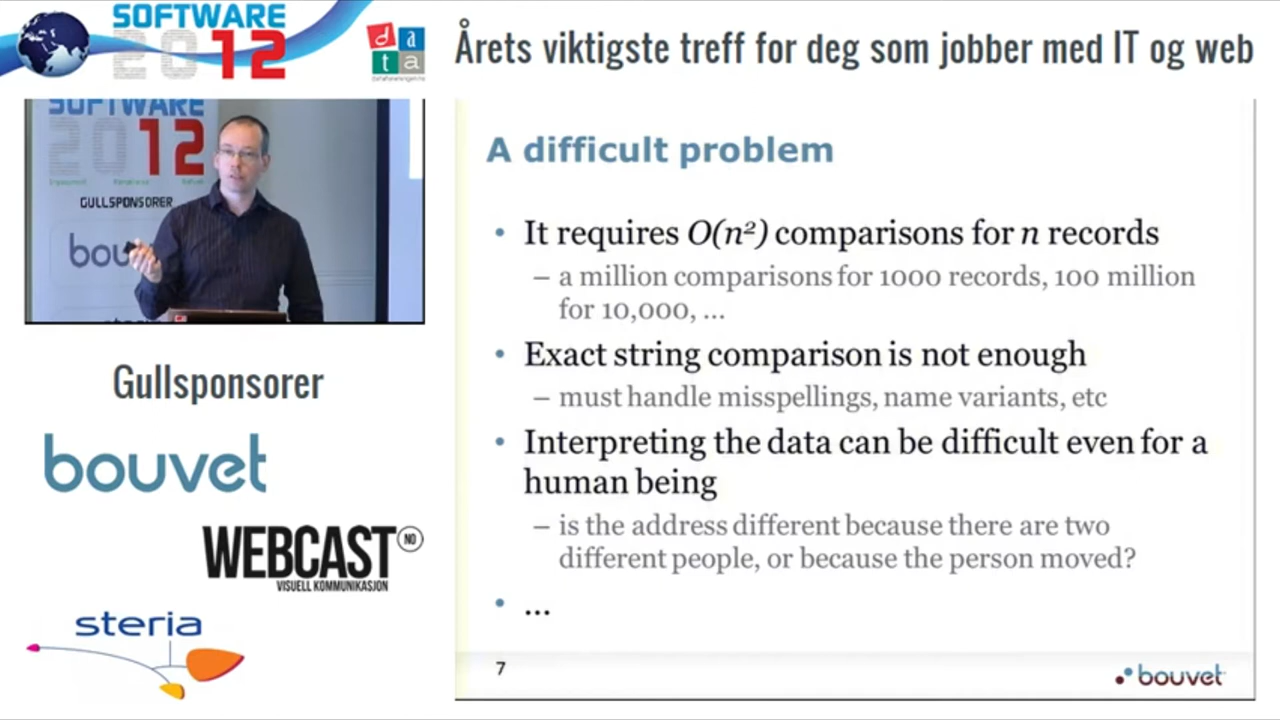 SOFTWARE
2012
data
Årets viktigste treff for deg som jobber med IT og web
SOFTWARE
2012
GULLSPONSORER
bou
steria
Gullsponsorer
bouvet
WEBCAST NO
VISUELL KOMMUNIKASJON
steria
A difficult problem
• It requires O(n²) comparisons for n records
– a million comparisons for 1000 records, 100 million
for 10,000, ...
• Exact string comparison is not enough
– must handle misspellings, name variants, etc
• Interpreting the data can be difficult even for a
human being
– is the address different because there are two
different people, or because the person moved?
• ...
7
bouvet